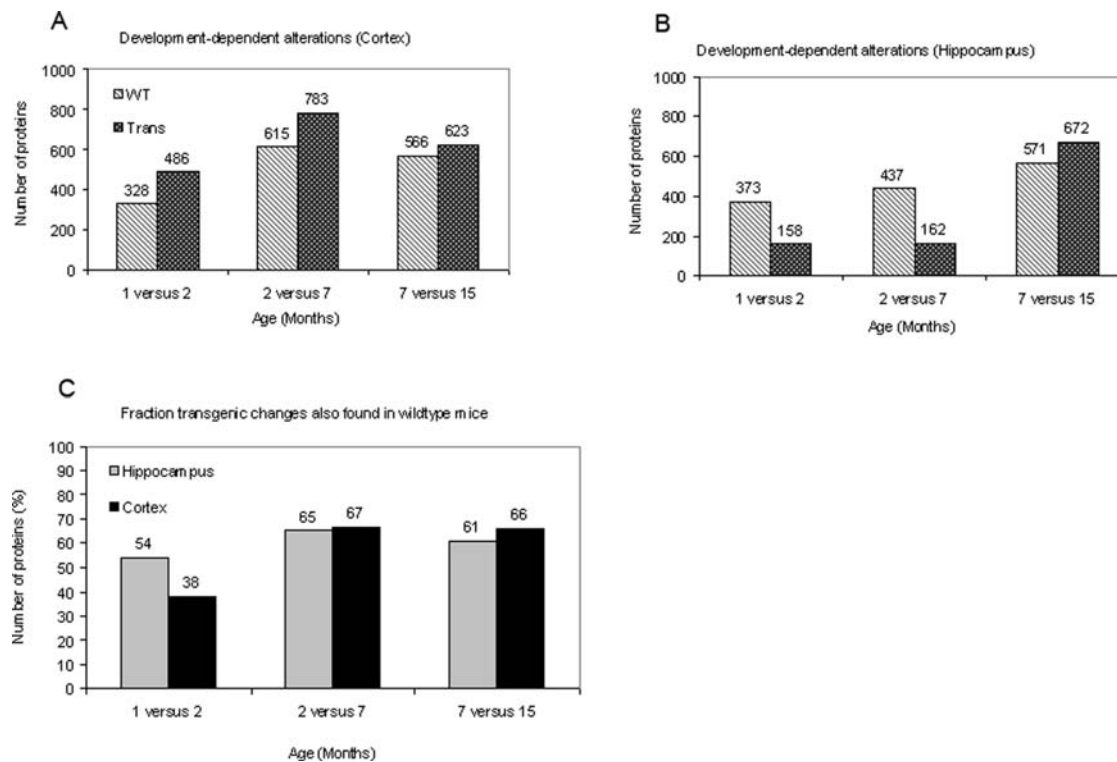 A
Development-dependent alterations (Cortex)
Number of proteins
1000
800
600
400
200
0
WT
Trans
328
486
615
783
566
623
1 versus 2
2 versus 7
7 versus 15
Age (Months)
B
Development-dependent alterations (Hippocampus)
Number of proteins
1000
800
600
400
200
0
373
158
437
162
571
672
1 versus 2
2 versus 7
7 versus 15
Age (Months)
C
Fraction transgenic changes also found in wildtype mice
Number of proteins (%)
100
90
80
70
60
50
40
30
20
10
0
Hippocampus
Cortex
54
38
65
67
61
66
1 versus 2
2 versus 7
7 versus 15
Age (Months)